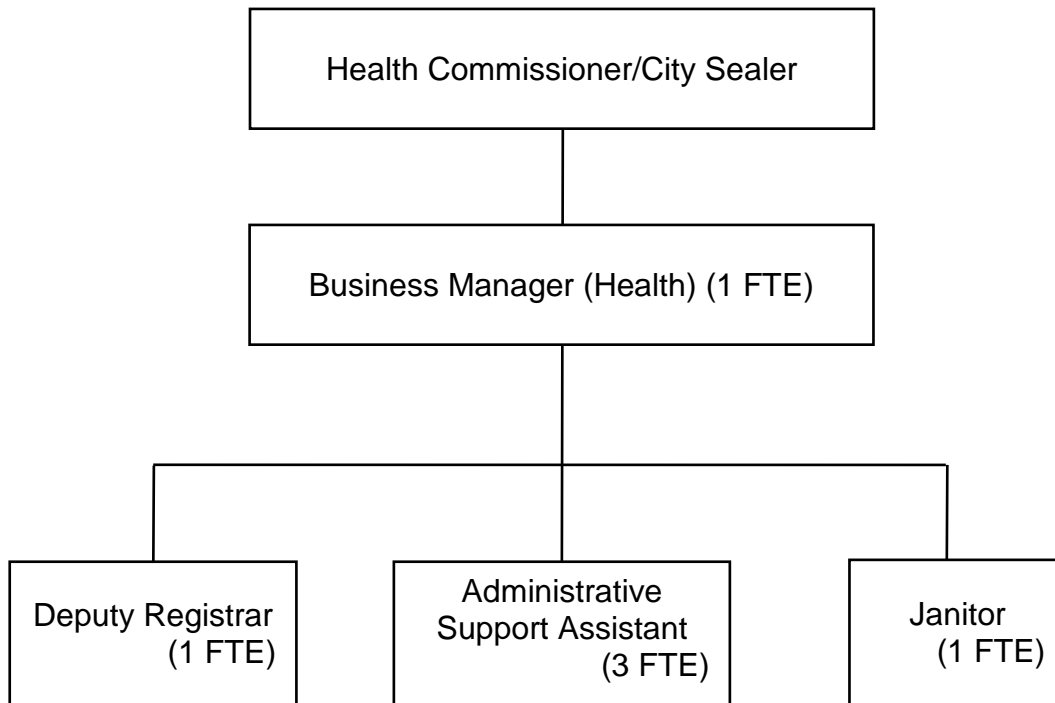 Health Commissioner/City Sealer
Business Manager (Health) (1 FTE)
Deputy Registrar
(1 FTE)
Administrative
Support Assistant
(3 FTE)
Janitor
(1 FTE)